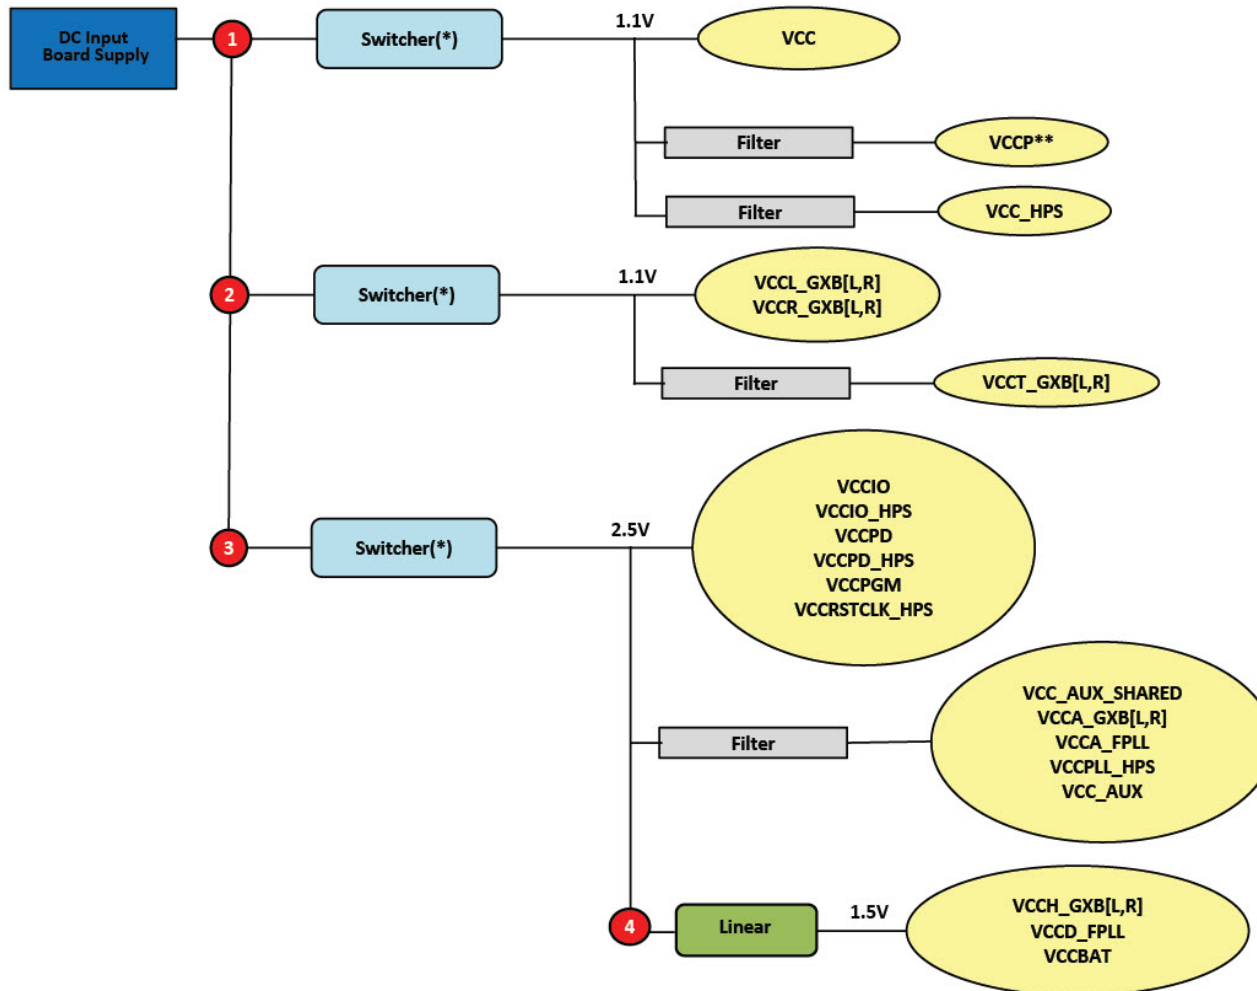 DC Input
Board Supply
1
Switcher(*)
1.1V
VCC
Filter
VCCP**
Filter
VCC_HPS
2
Switcher(*)
1.1V
VCCL_GXB[L,R]
VCCR_GXB[L,R]
Filter
VCCT_GXB[L,R]
3
Switcher(*)
2.5V
VCCIO
VCCIO_HPS
VCCPD
VCCPD_HPS
VCCPGM
VCCRSTCLK_HPS
Filter
VCC_AUX_SHARED
VCCA_GXB[L,R]
VCCA_FPLL
VCCPLL_HPS
VCC_AUX
4
Linear
1.5V
VCCH_GXB[L,R]
VCCD_FPLL
VCCBAT